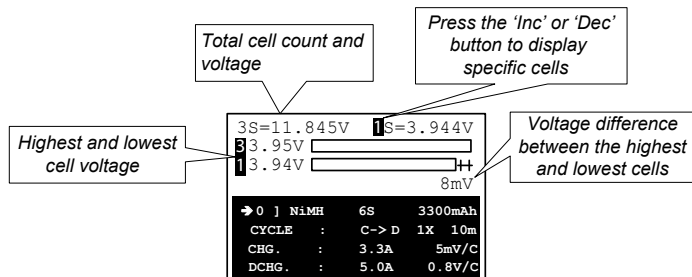 Total cell count and
voltage
Press the ‘Inc’ or ‘Dec’
button to display
specific cells
Highest and lowest
cell voltage
3S=11.845V 1S=3.944V
3 3.95V
1 3.94V
8mV
Voltage difference
between the highest
and lowest cells
➔0 ] NiMH 6S 3300mAh
CYCLE : C-> D 1X 10m
CHG. : 3.3A 5mV/C
DCHG. : 5.0A 0.8V/C